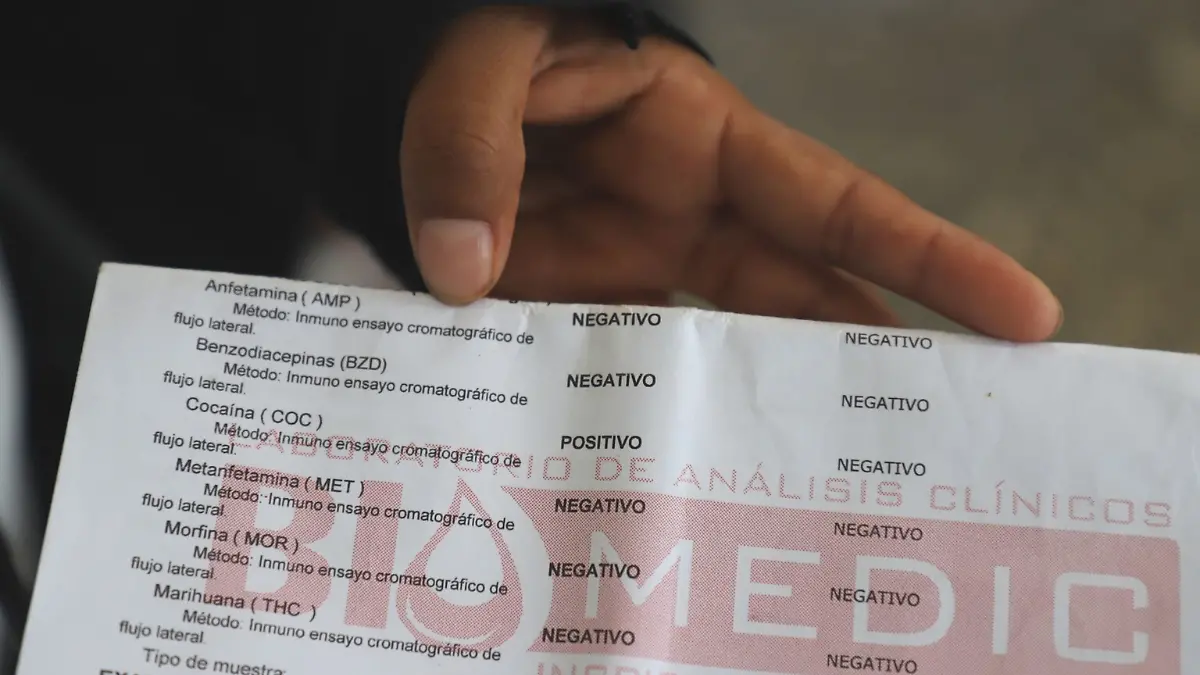 Anfetamina ( AMP ) NEGATIVO NEGATIVO
Método: Inmuno ensayo cromatográfico de
flujo lateral.
Benzodiacepinas (BZD) NEGATIVO NEGATIVO
Método: Inmuno ensayo cromatográfico de
flujo lateral.
Cocaína ( COC ) POSITIVO NEGATIVO
Método: Inmuno ensayo cromatográfico de
flujo lateral.
Metanfetamina ( MET ) NEGATIVO NEGATIVO
Método: Inmuno ensayo cromatográfico de
flujo lateral.
Morfina ( MOR ) NEGATIVO NEGATIVO
Método: Inmuno ensayo cromatográfico de
flujo lateral.
Marihuana ( THC ) NEGATIVO NEGATIVO
Método: Inmuno ensayo cromatográfico de
flujo lateral.
Tipo de muestra:
LABORATORIO DE ANÁLISIS CLÍNICOS
BIOMEDIC